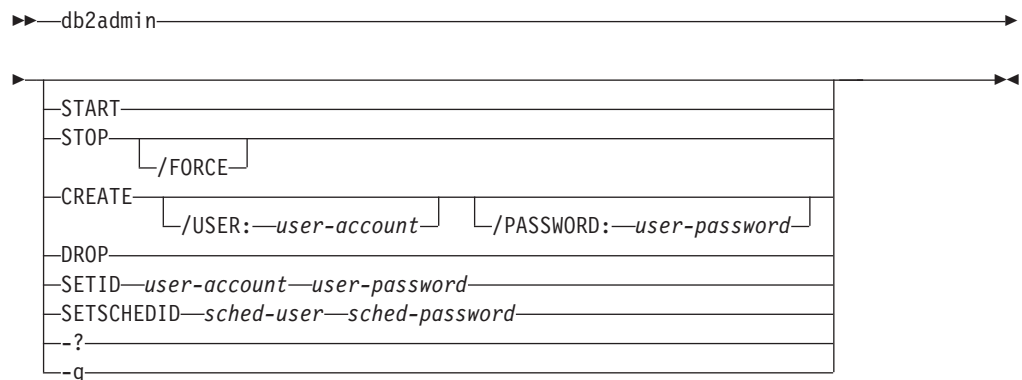 db2admin
START
STOP
/FORCE
CREATE
/USER: user-account /PASSWORD: user-password
DROP
SETID user-account user-password
SETSCHEDID sched-user sched-password
-?
-q